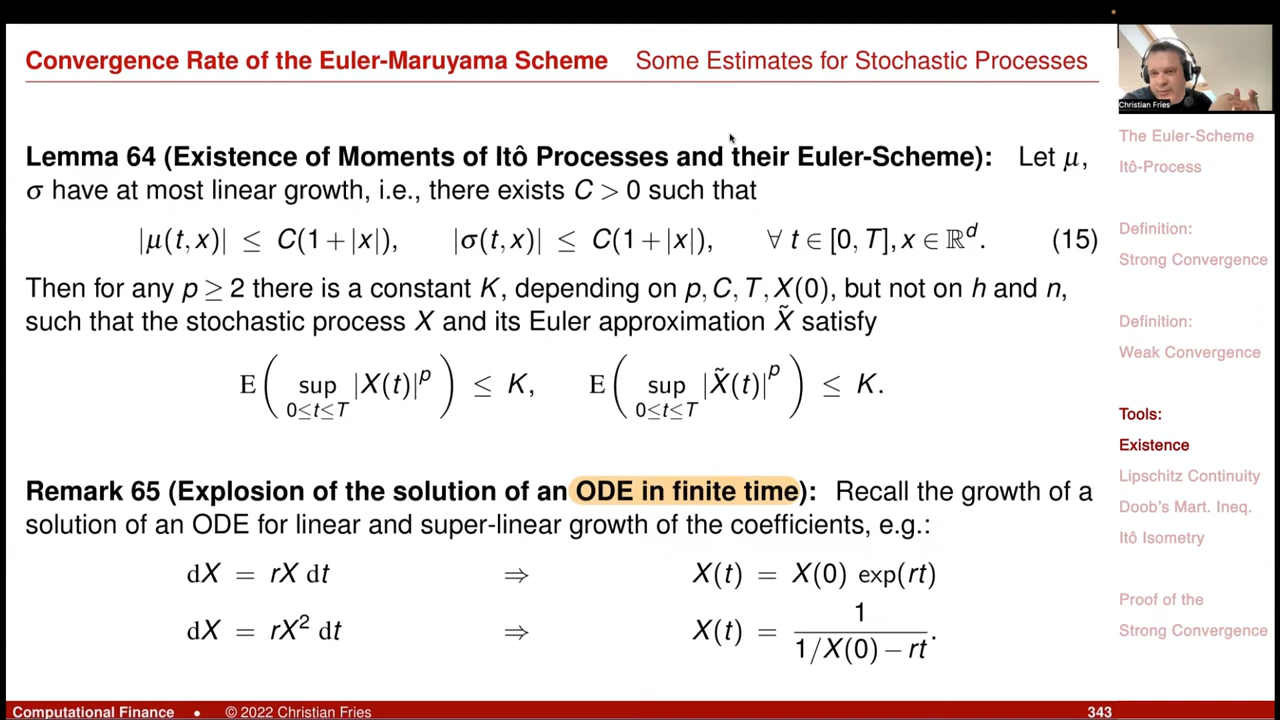 Convergence Rate of the Euler-Maruyama Scheme Some Estimates for Stochastic Processes
Christian Fries
Lemma 64 (Existence of Moments of Itô Processes and their Euler-Scheme): Let μ,
σ have at most linear growth, i.e., there exists C > 0 such that
|μ(t,x)| ≤ C(1+|x|), |σ(t,x)| ≤ C(1+|x|), ∀ t ∈ [0, T], x ∈ ℝᵈ. (15)
Then for any p ≥ 2 there is a constant K, depending on p, C, T, X(0), but not on h and n,
such that the stochastic process X and its Euler approximation X̃ satisfy
E( sup_{0≤t≤T} |X(t)|ᵖ ) ≤ K, E( sup_{0≤t≤T} |X̃(t)|ᵖ ) ≤ K.
Remark 65 (Explosion of the solution of an ODE in finite time): Recall the growth of a
solution of an ODE for linear and super-linear growth of the coefficients, e.g.:
dX = rX dt ⇒ X(t) = X(0) exp(rt)
dX = rX² dt ⇒ X(t) = 1 / (1/X(0) − rt).
The Euler-Scheme
Itô-Process
Definition:
Strong Convergence
Definition:
Weak Convergence
Tools:
Existence
Lipschitz Continuity
Doob's Mart. Ineq.
Itô Isometry
Proof of the
Strong Convergence
Computational Finance • © 2022 Christian Fries 343